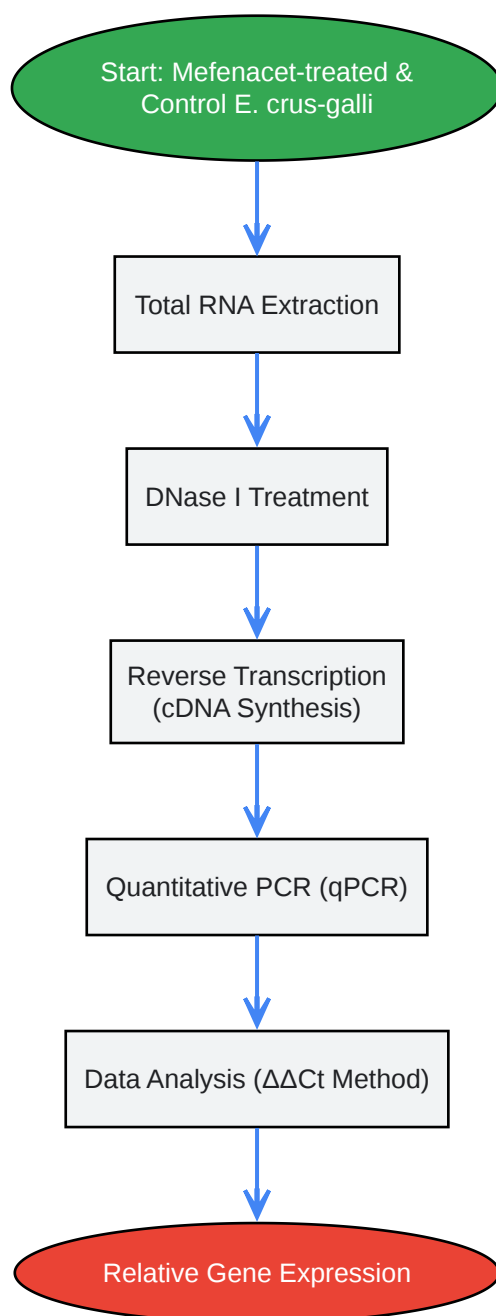 Start: Mefenacet-treated &
Control E. crus-galli
Total RNA Extraction
DNase I Treatment
Reverse Transcription
(cDNA Synthesis)
Quantitative PCR (qPCR)
Data Analysis (ΔΔCt Method)
Relative Gene Expression